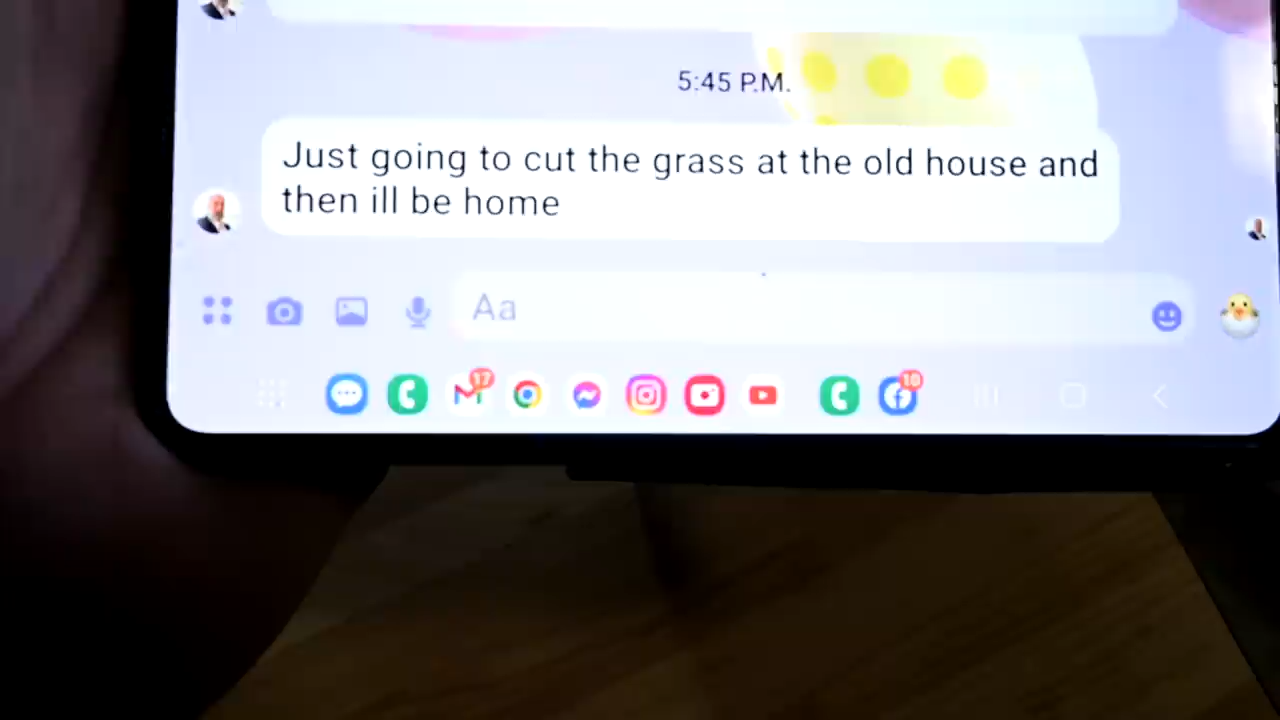 5:45 P.M.
Just going to cut the grass at the old house and
then ill be home
Aa
17
10